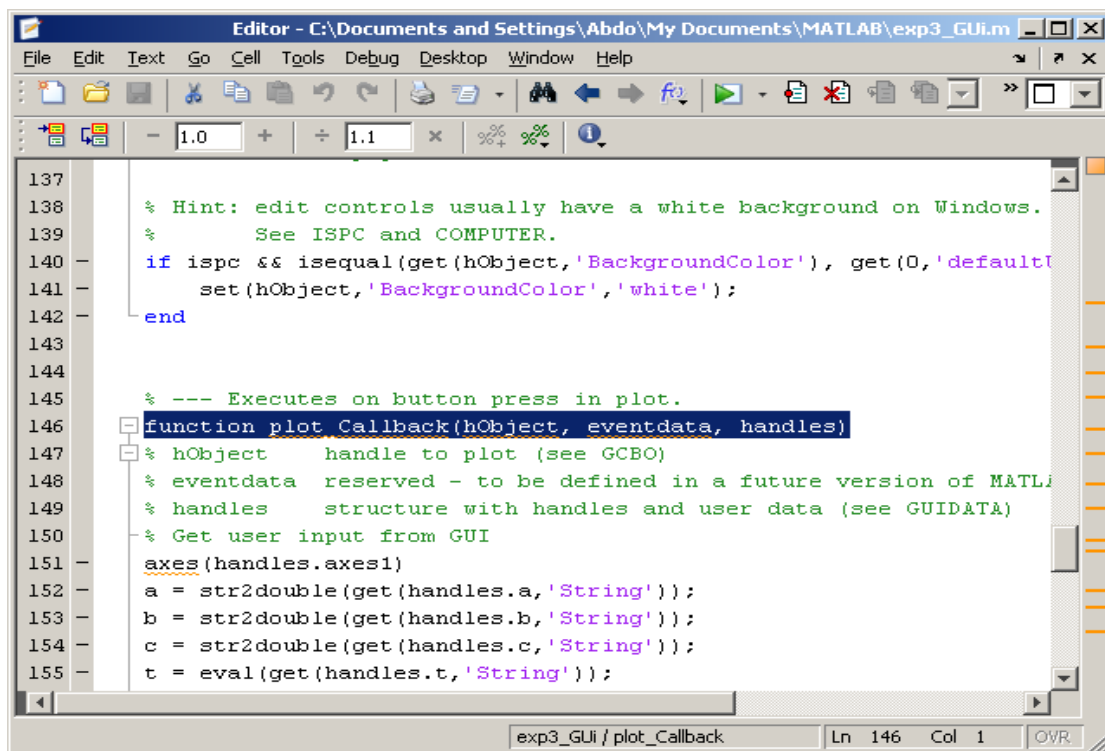 Editor - C:\Documents and Settings\Abdo\My Documents\MATLAB\exp3_GUi.m
File Edit Text Go Cell Tools Debug Desktop Window Help
- 1.0 + ÷ 1.1 ×
137
138 % Hint: edit controls usually have a white background on Windows.
139 % See ISPC and COMPUTER.
140 - if ispc && isequal(get(hObject,'BackgroundColor'), get(0,'default
141 - set(hObject,'BackgroundColor','white');
142 - end
143
144
145 % --- Executes on button press in plot.
146 function plot_Callback(hObject, eventdata, handles)
147 % hObject handle to plot (see GCBO)
148 % eventdata reserved - to be defined in a future version of MATL
149 % handles structure with handles and user data (see GUIDATA)
150 % Get user input from GUI
151 - axes(handles.axes1)
152 - a = str2double(get(handles.a,'String'));
153 - b = str2double(get(handles.b,'String'));
154 - c = str2double(get(handles.c,'String'));
155 - t = eval(get(handles.t,'String'));
exp3_GUi / plot_Callback Ln 146 Col 1 OVR